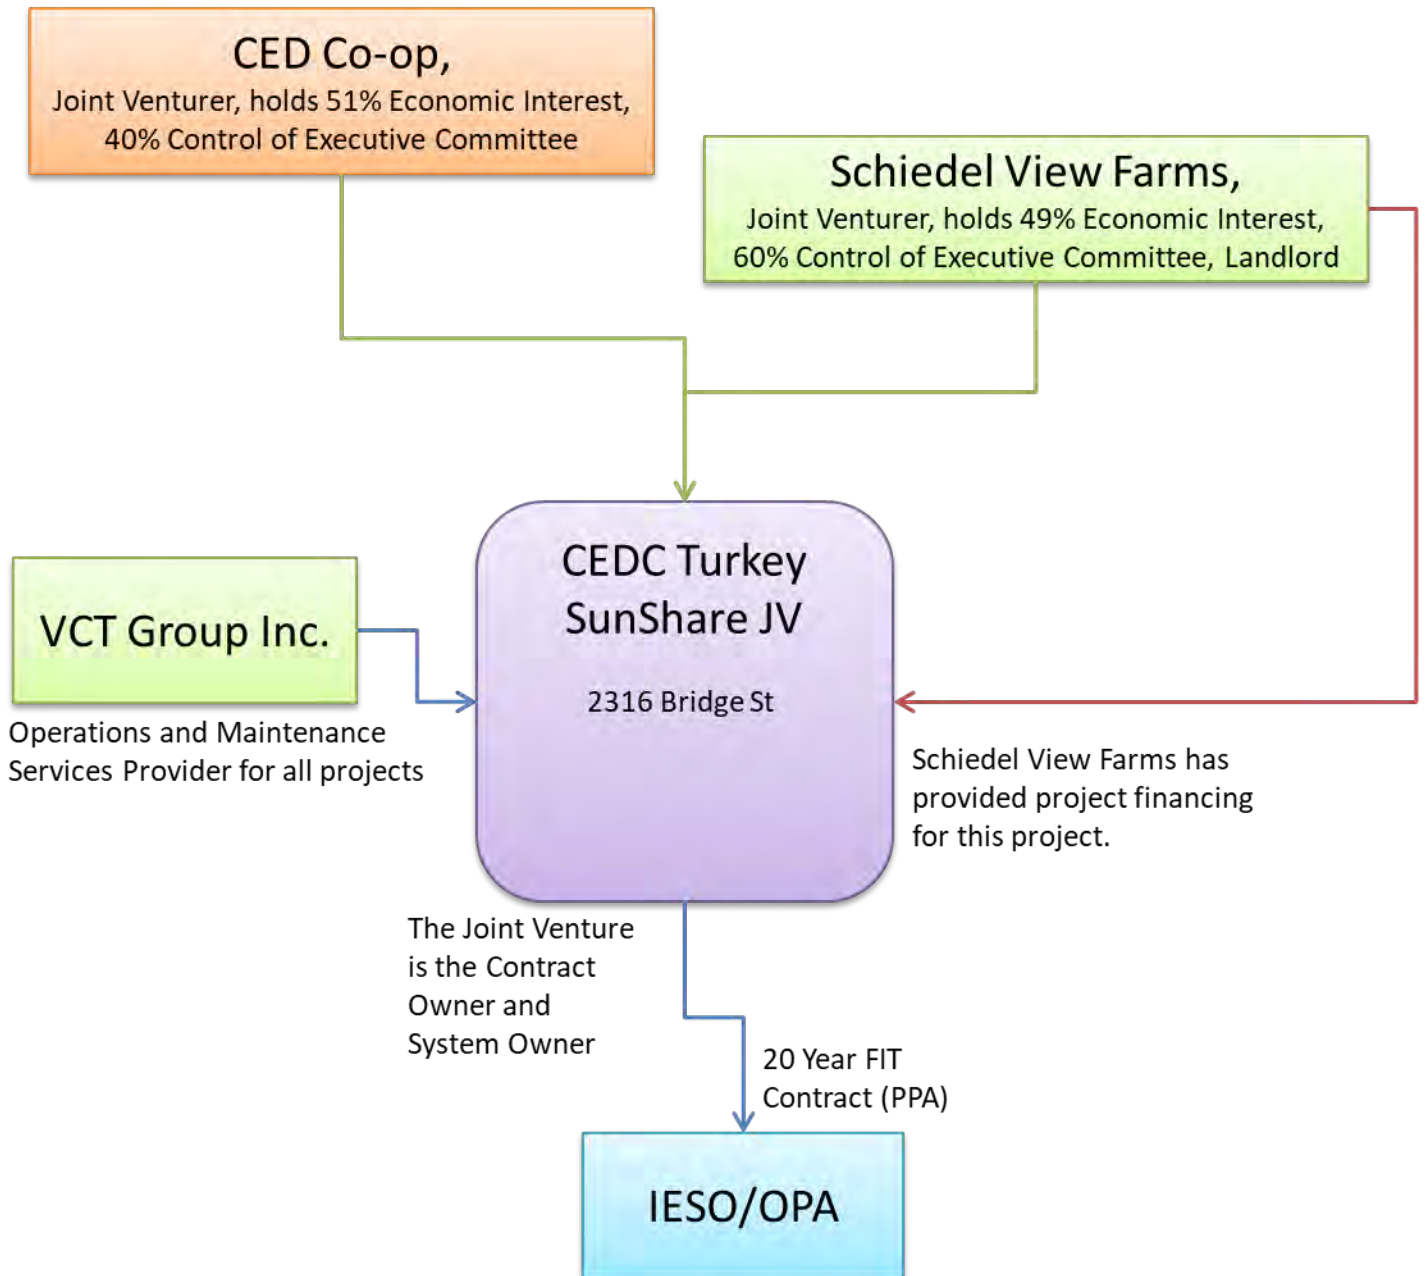 CED Co-op,
Joint Venturer, holds 51% Economic Interest,
40% Control of Executive Committee
Schiedel View Farms,
Joint Venturer, holds 49% Economic Interest,
60% Control of Executive Committee, Landlord
CEDC Turkey
SunShare JV
2316 Bridge St
VCT Group Inc.
Operations and Maintenance
Services Provider for all projects
Schiedel View Farms has
provided project financing
for this project.
The Joint Venture
is the Contract
Owner and
System Owner
20 Year FIT
Contract (PPA)
IESO/OPA